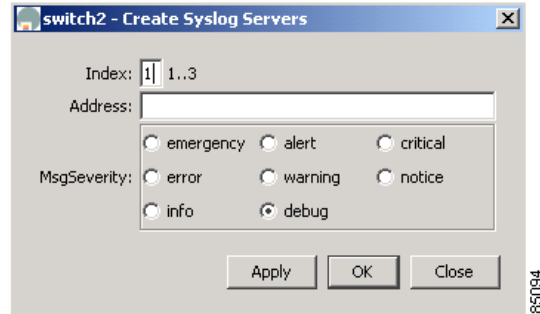 switch2 - Create Syslog Servers
Index: 1 1..3
Address:
emergency alert critical
MsgSeverity: error warning notice
info debug
Apply OK Close
85094